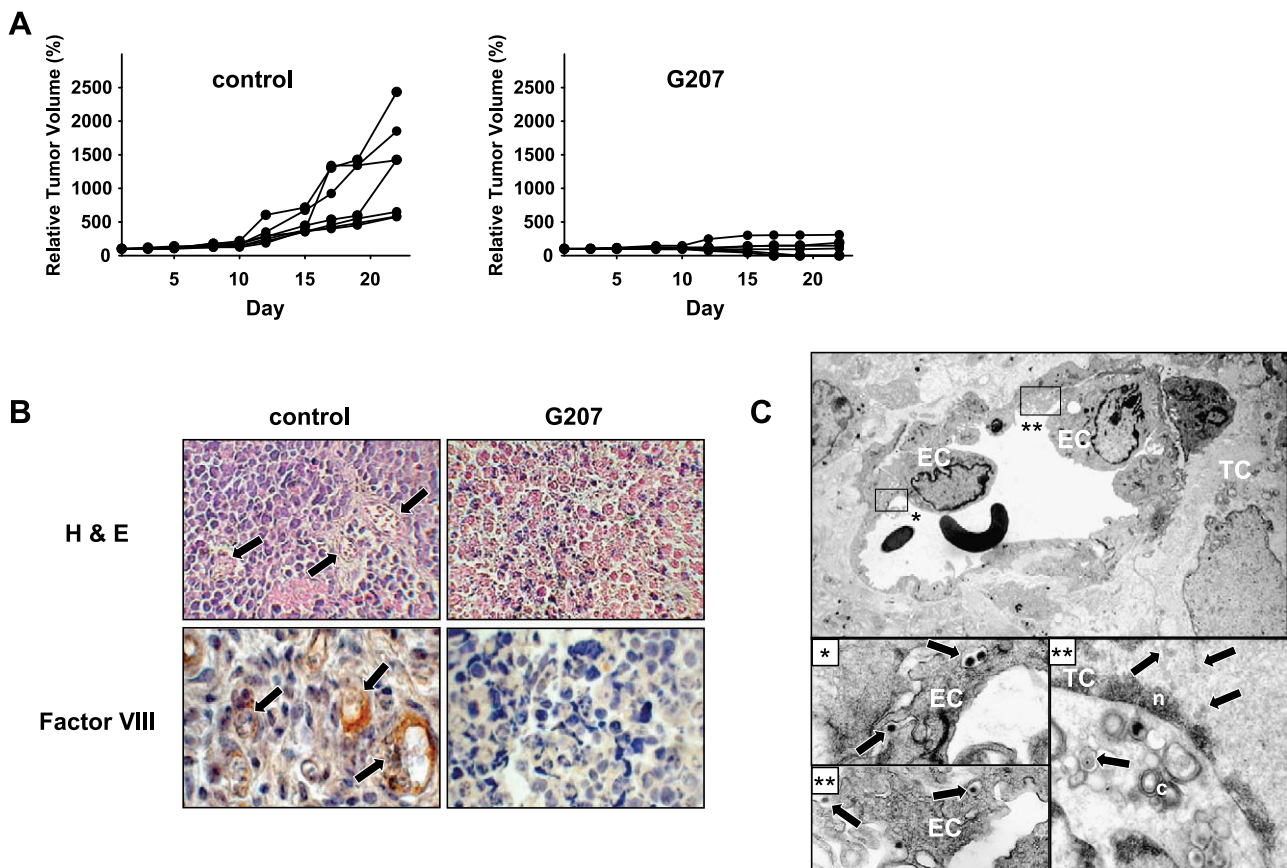 A
control
G207
Relative Tumor Volume (%)
2500
2000
1500
1000
500
0
5
10
15
20
Day
Relative Tumor Volume (%)
2500
2000
1500
1000
500
0
5
10
15
20
Day
B
control
G207
H & E
Factor VIII
C
**
EC
EC
TC
*
*
EC
**
TC
n
c
**
EC